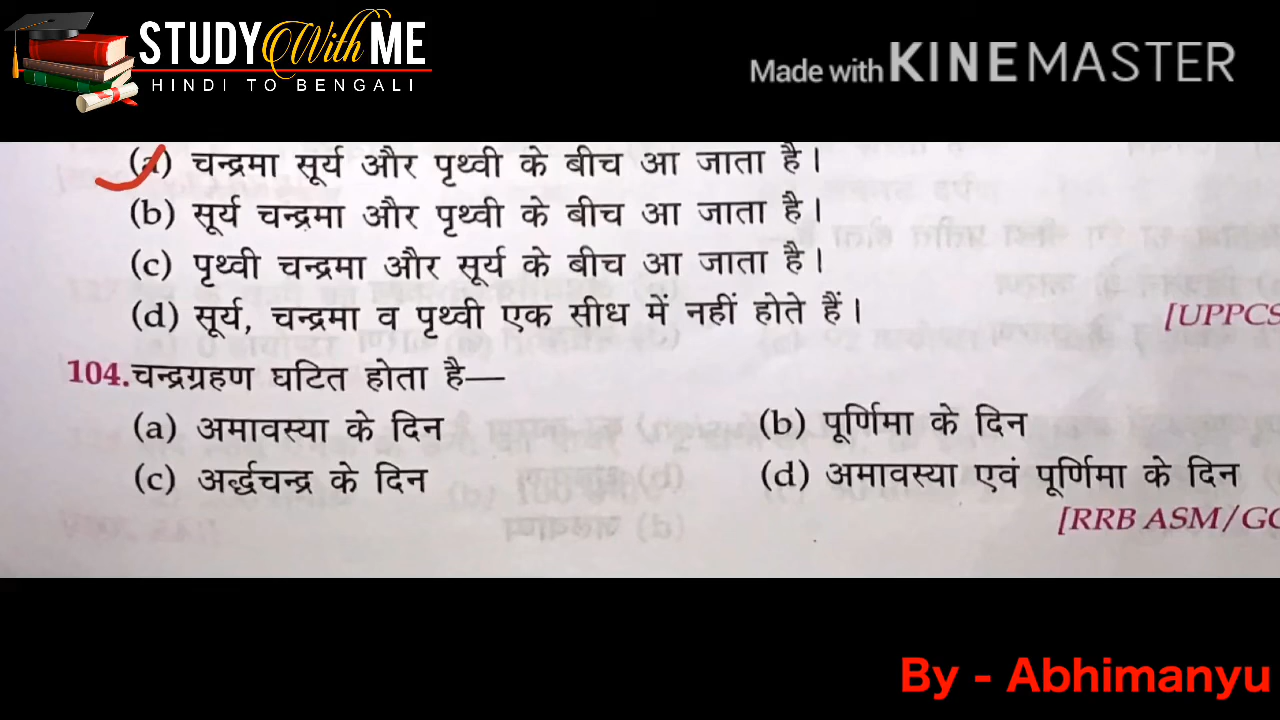 STUDY With ME
HINDI TO BENGALI
Made with KINEMASTER
(a) चन्द्रमा सूर्य और पृथ्वी के बीच आ जाता है।
(b) सूर्य चन्द्रमा और पृथ्वी के बीच आ जाता है।
(c) पृथ्वी चन्द्रमा और सूर्य के बीच आ जाता है।
(d) सूर्य, चन्द्रमा व पृथ्वी एक सीध में नहीं होते हैं।
[UPPCS
104. चन्द्रग्रहण घटित होता है—
(a) अमावस्या के दिन (b) पूर्णिमा के दिन
(c) अर्द्धचन्द्र के दिन (d) अमावस्या एवं पूर्णिमा के दिन
[RRB ASM/GG
By - Abhimanyu